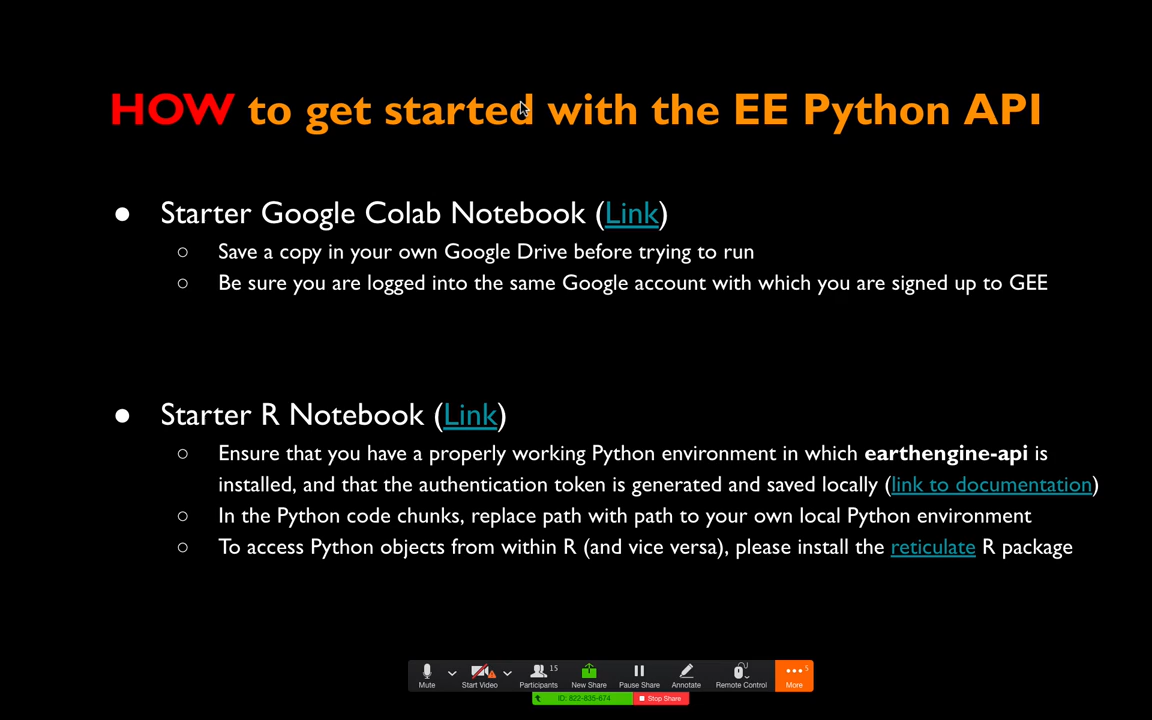 HOW to get started with the EE Python API
● Starter Google Colab Notebook (Link)
○ Save a copy in your own Google Drive before trying to run
○ Be sure you are logged into the same Google account with which you are signed up to GEE
● Starter R Notebook (Link)
○ Ensure that you have a properly working Python environment in which earthengine-api is
installed, and that the authentication token is generated and saved locally (link to documentation)
○ In the Python code chunks, replace path with path to your own local Python environment
○ To access Python objects from within R (and vice versa), please install the reticulate R package
15
5
Mute Start Video Participants New Share Pause Share Annotate Remote Control More
ID: 822-835-674 Stop Share